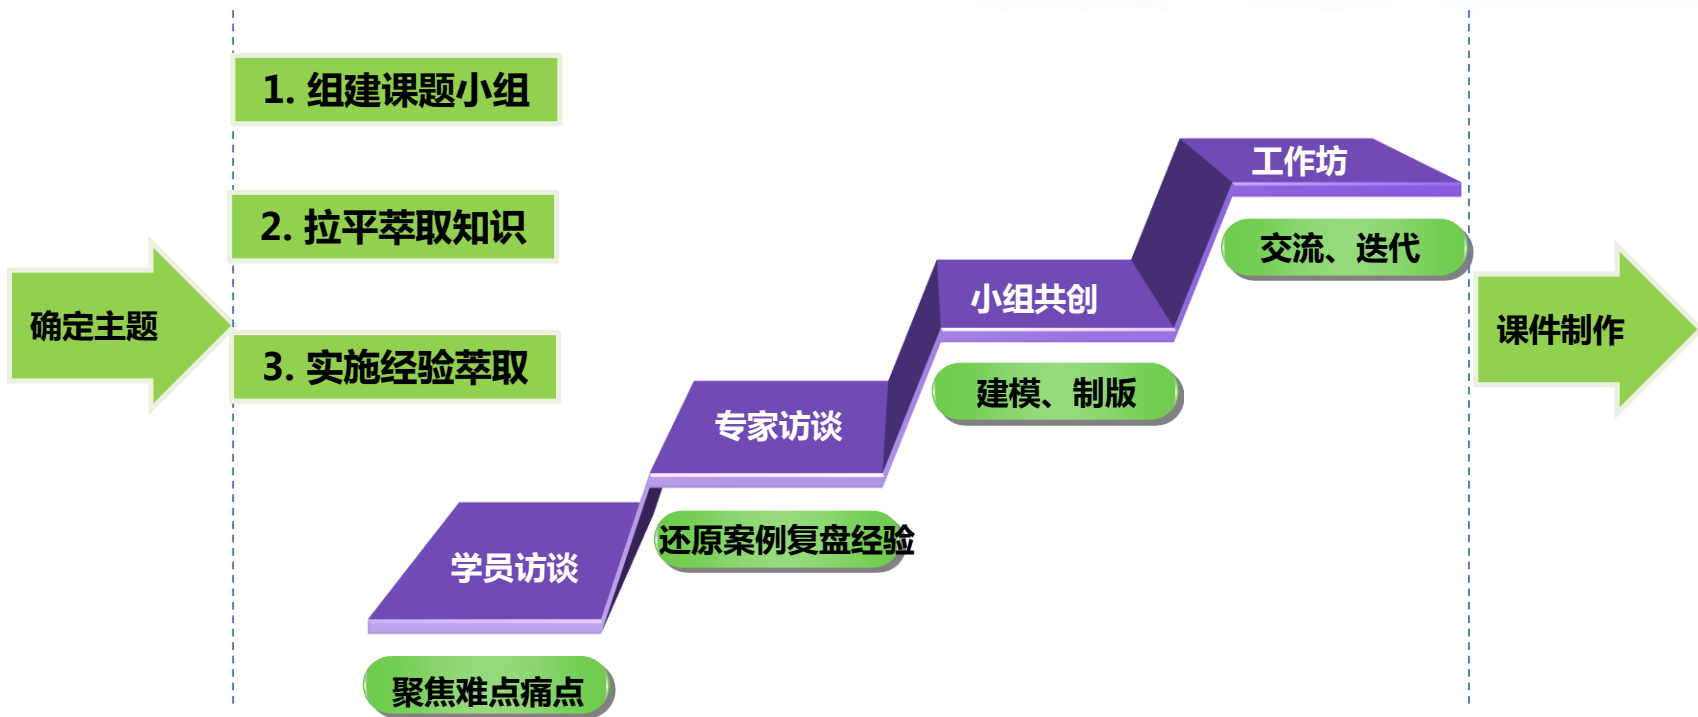 1. 组建课题小组
2. 拉平萃取知识
3. 实施经验萃取
确定主题
工作坊
交流、迭代
小组共创
建模、制版
专家访谈
还原案例复盘经验
学员访谈
聚焦难点痛点
课件制作